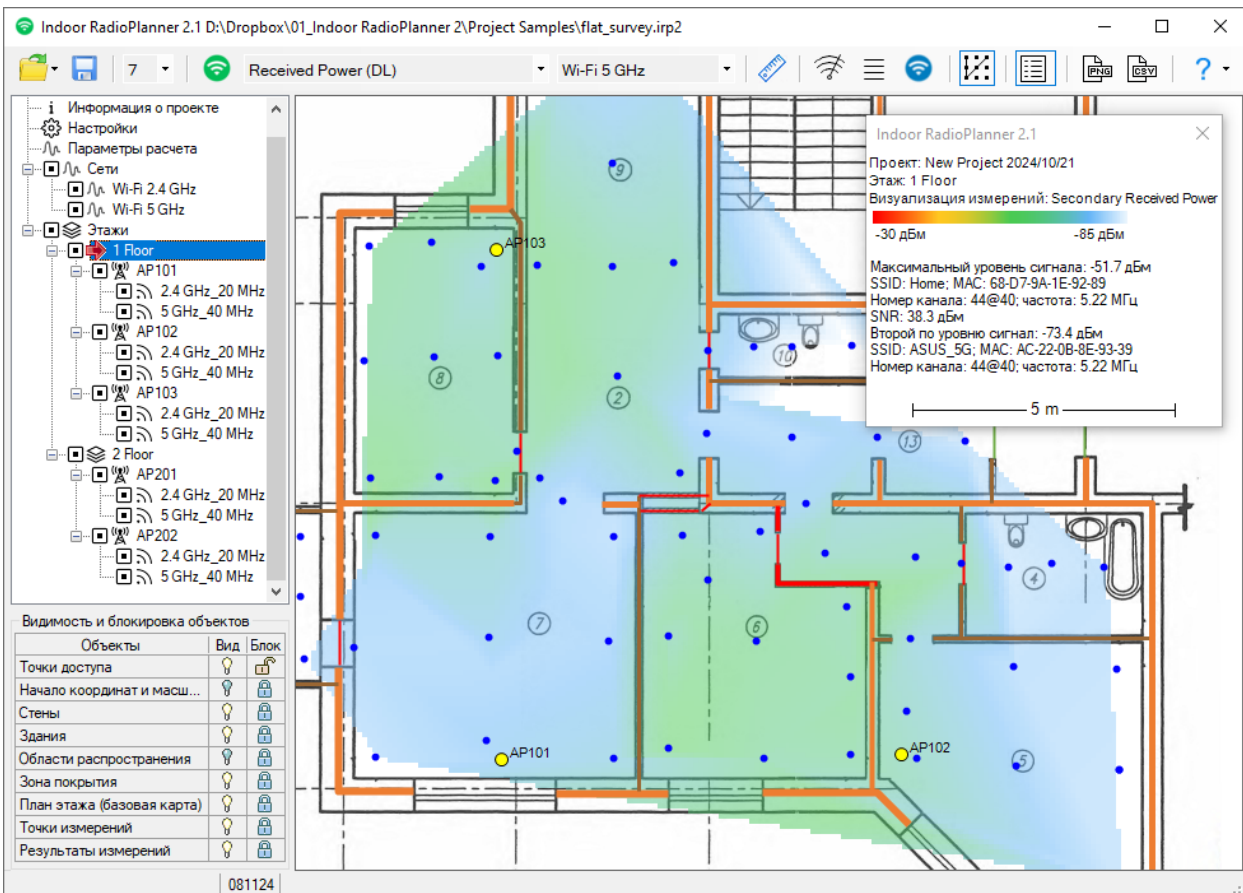 Indoor RadioPlanner 2.1 D:\Dropbox\01_Indoor RadioPlanner 2\Project Samples\flat_survey.irp2
7 Received Power (DL) Wi-Fi 5 GHz PNG CSV ?
i Информация о проекте
Настройки
Параметры расчета
Сети
Wi-Fi 2.4 GHz
Wi-Fi 5 GHz
Этажи
1 Floor
AP101
2.4 GHz_20 MHz
5 GHz_40 MHz
AP102
2.4 GHz_20 MHz
5 GHz_40 MHz
AP103
2.4 GHz_20 MHz
5 GHz_40 MHz
2 Floor
AP201
2.4 GHz_20 MHz
5 GHz_40 MHz
AP202
2.4 GHz_20 MHz
5 GHz_40 MHz
Видимость и блокировка объектов
Объекты Вид Блок
Точки доступа
Начало координат и масш...
Стены
Здания
Области распространения
Зона покрытия
План этажа (базовая карта)
Точки измерений
Результаты измерений
081124
9
AP103
8
2
10
13
7
6
4
AP101
AP102
5
Indoor RadioPlanner 2.1
Проект: New Project 2024/10/21
Этаж: 1 Floor
Визуализация измерений: Secondary Received Power
-30 дБм -85 дБм
Максимальный уровень сигнала: -51.7 дБм
SSID: Home; MAC: 68-D7-9A-1E-92-89
Номер канала: 44@40; частота: 5.22 МГц
SNR: 38.3 дБм
Второй по уровню сигнал: -73.4 дБм
SSID: ASUS_5G; MAC: AC-22-0B-8E-93-39
Номер канала: 44@40; частота: 5.22 МГц
5 m